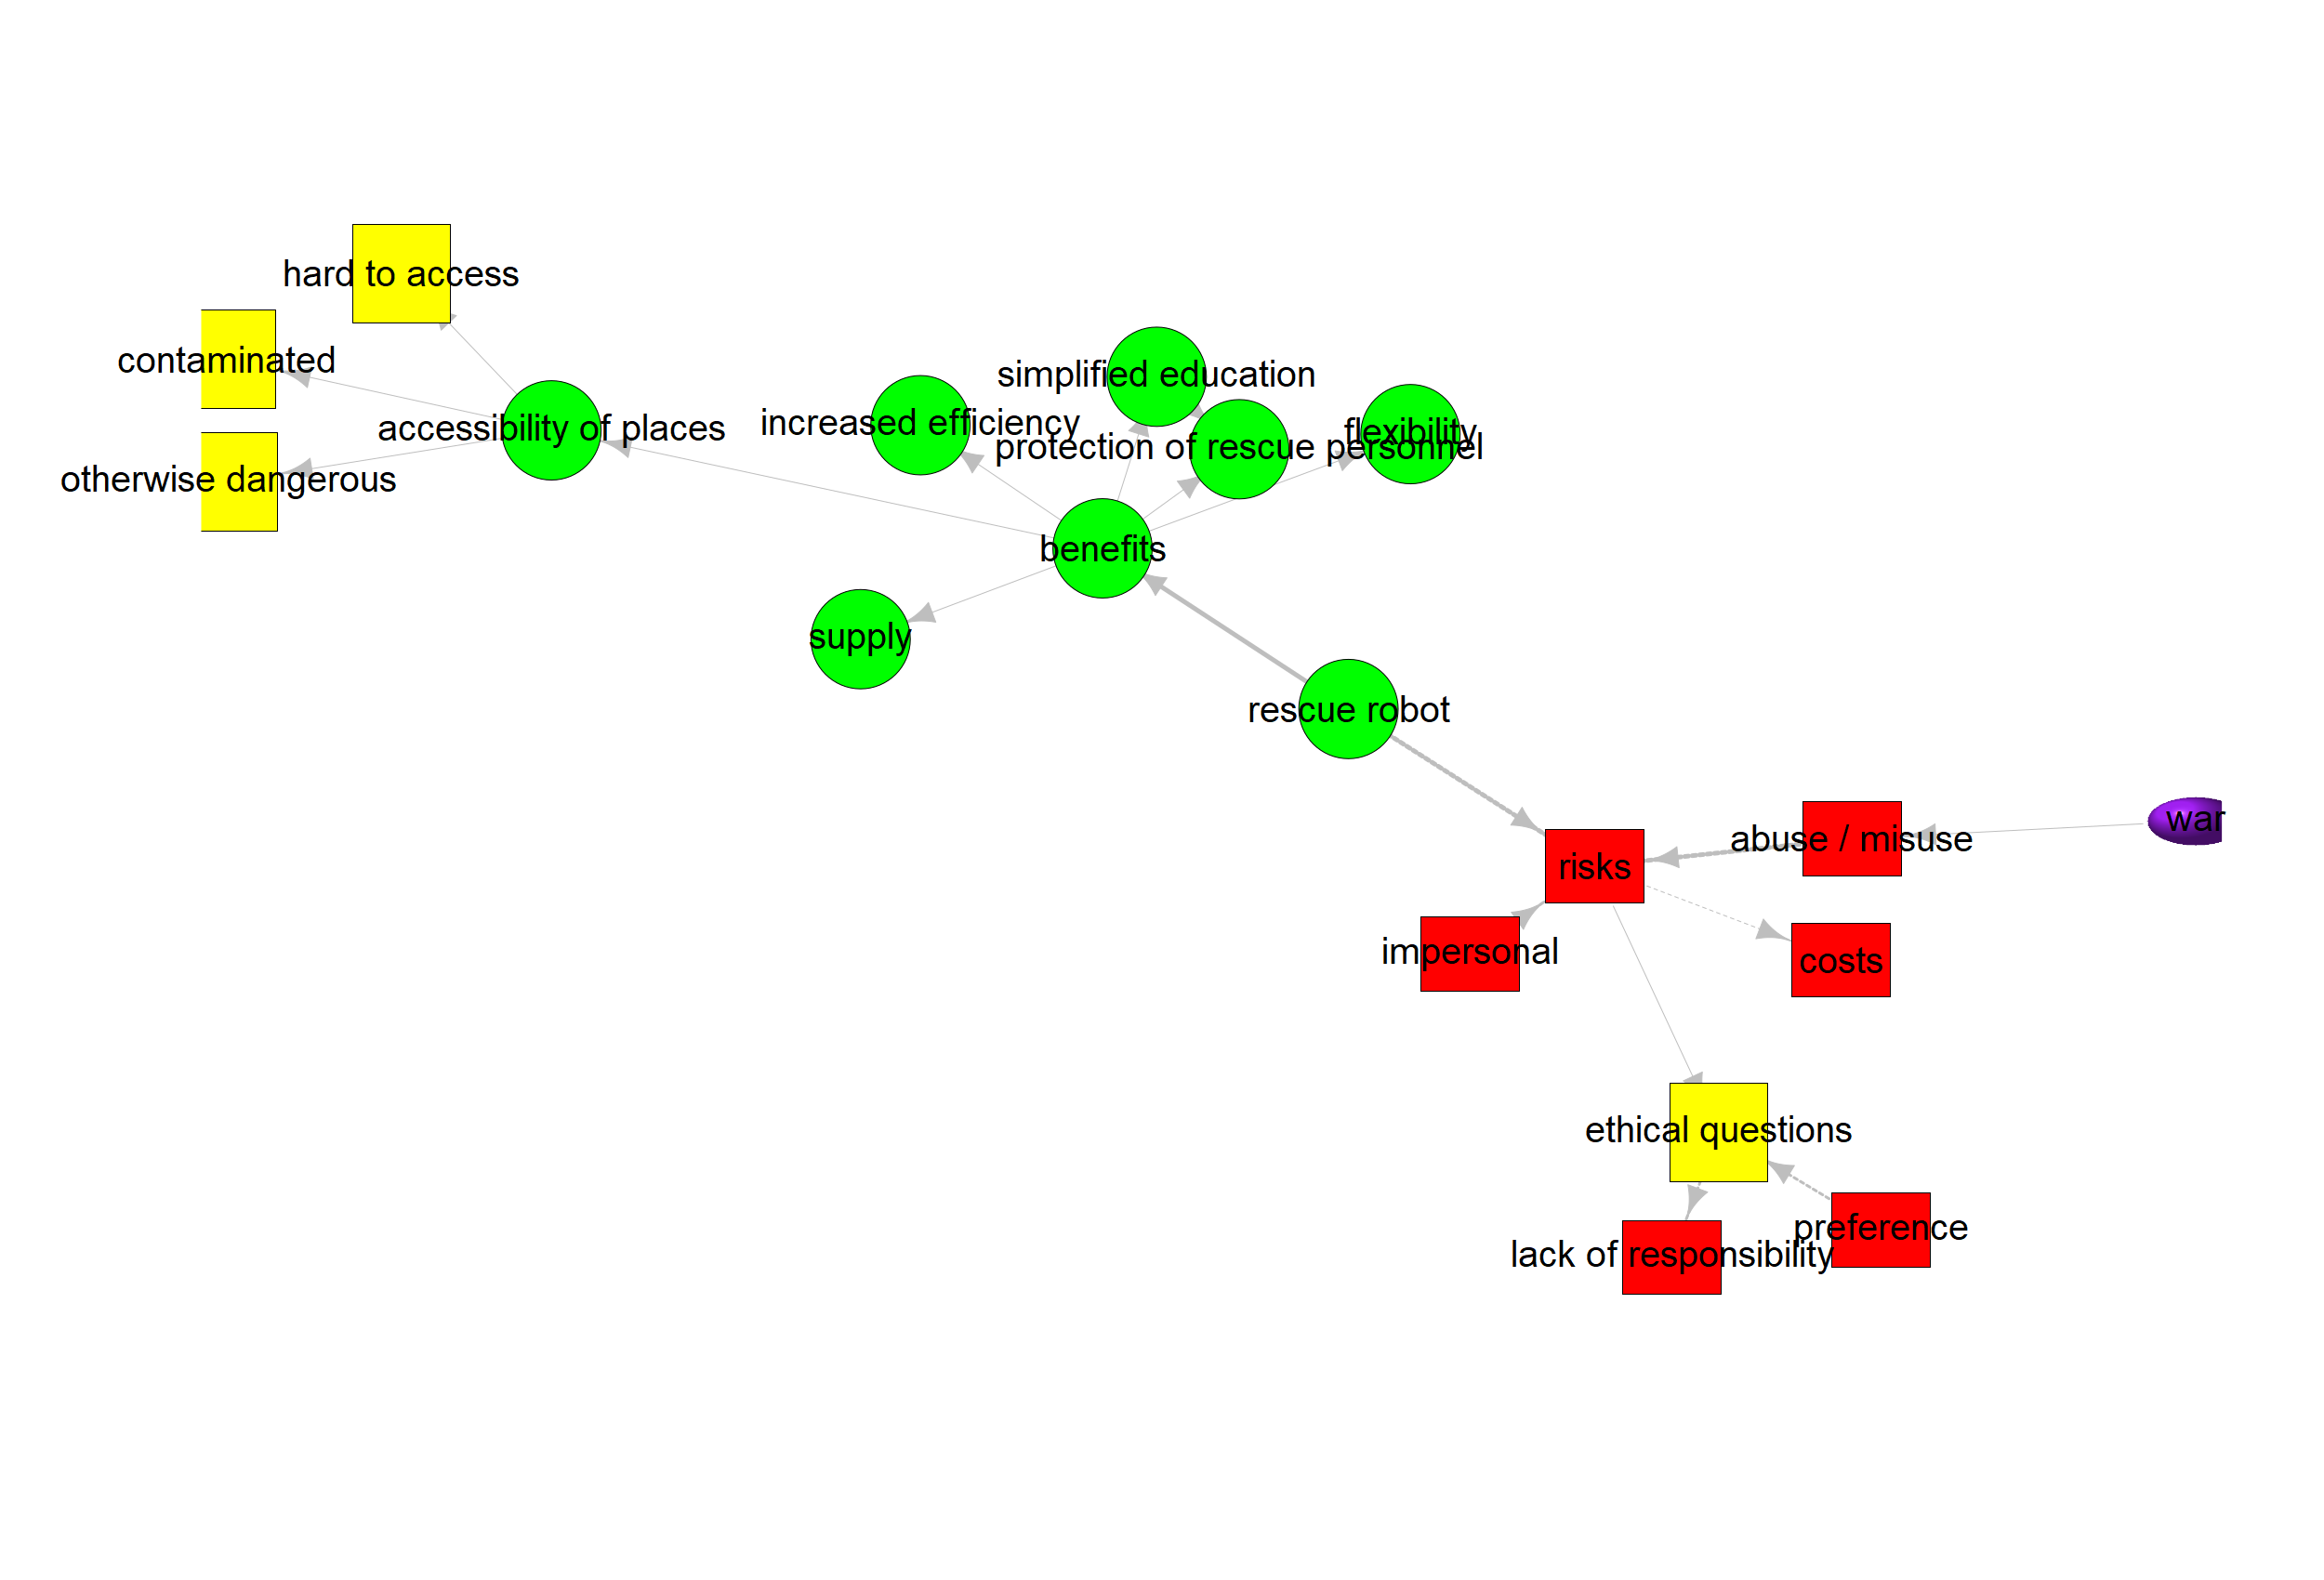 hard to access
contaminated
simplified education
increased efficiency
accessibility of places
flexibility
protection of rescue personnel
otherwise dangerous
benefits
supply
rescue robot
war
abuse / misuse
risks
impersonal
costs
ethical questions
preference
lack of responsibility